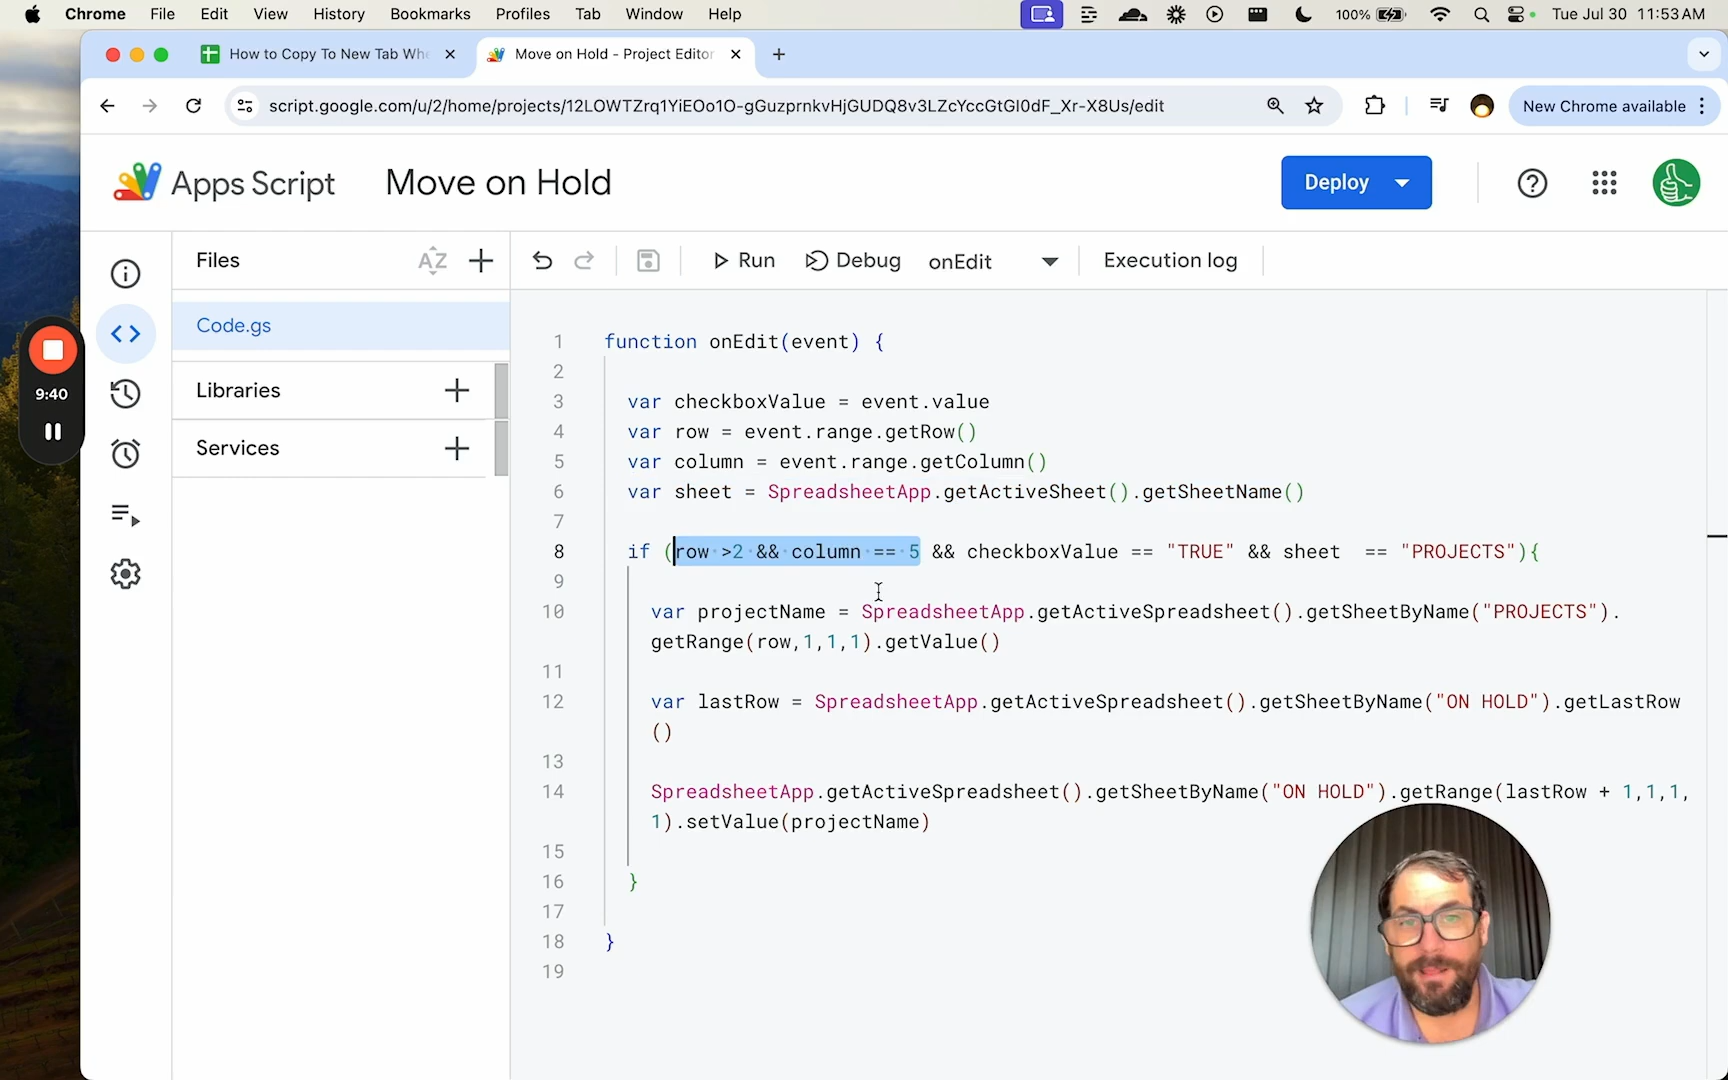 Chrome File Edit View History Bookmarks Profiles Tab Window Help 100% Tue Jul 30 11:53 AM
How to Copy To New Tab Whe
Move on Hold - Project Editor
script.google.com/u/2/home/projects/12LOWTZrq1YiEOo1O-gGuzprnkvHjGUDQ8v3LZcYccGtGl0dF_Xr-X8Us/edit
New Chrome available
Apps Script Move on Hold Deploy
Files AZ
Run Debug onEdit Execution log
Code.gs
Libraries
Services
9:40
1 function onEdit(event) {
2
3 var checkboxValue = event.value
4 var row = event.range.getRow()
5 var column = event.range.getColumn()
6 var sheet = SpreadsheetApp.getActiveSheet().getSheetName()
7
8 if (row >2 && column == 5 && checkboxValue == "TRUE" && sheet == "PROJECTS"){
9
10 var projectName = SpreadsheetApp.getActiveSpreadsheet().getSheetByName("PROJECTS").
getRange(row,1,1,1).getValue()
11
12 var lastRow = SpreadsheetApp.getActiveSpreadsheet().getSheetByName("ON HOLD").getLastRow
()
13
14 SpreadsheetApp.getActiveSpreadsheet().getSheetByName("ON HOLD").getRange(lastRow + 1,1,1,
1).setValue(projectName)
15
16 }
17
18 }
19